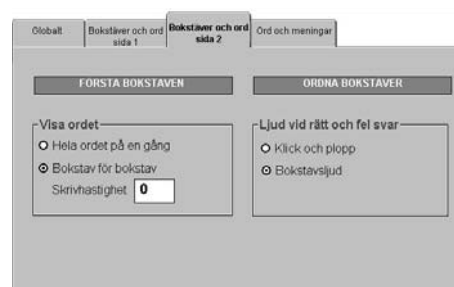 Globalt
Bokstäver och ord
sida 1
Bokstäver och ord
sida 2
Ord och meningar
FÖRSTA BOKSTAVEN
Visa ordet
Hela ordet på en gång
Bokstav för bokstav
Skrivhastighet 0
ORDNA BOKSTÄVER
Ljud vid rätt och fel svar
Klick och plopp
Bokstavsljud